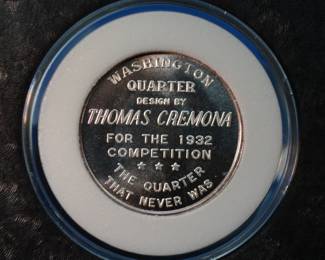 WASHINGTON
QUARTER
DESIGN BY
THOMAS CREMONA
FOR THE 1932
COMPETITION
THE QUARTER
THAT NEVER WAS